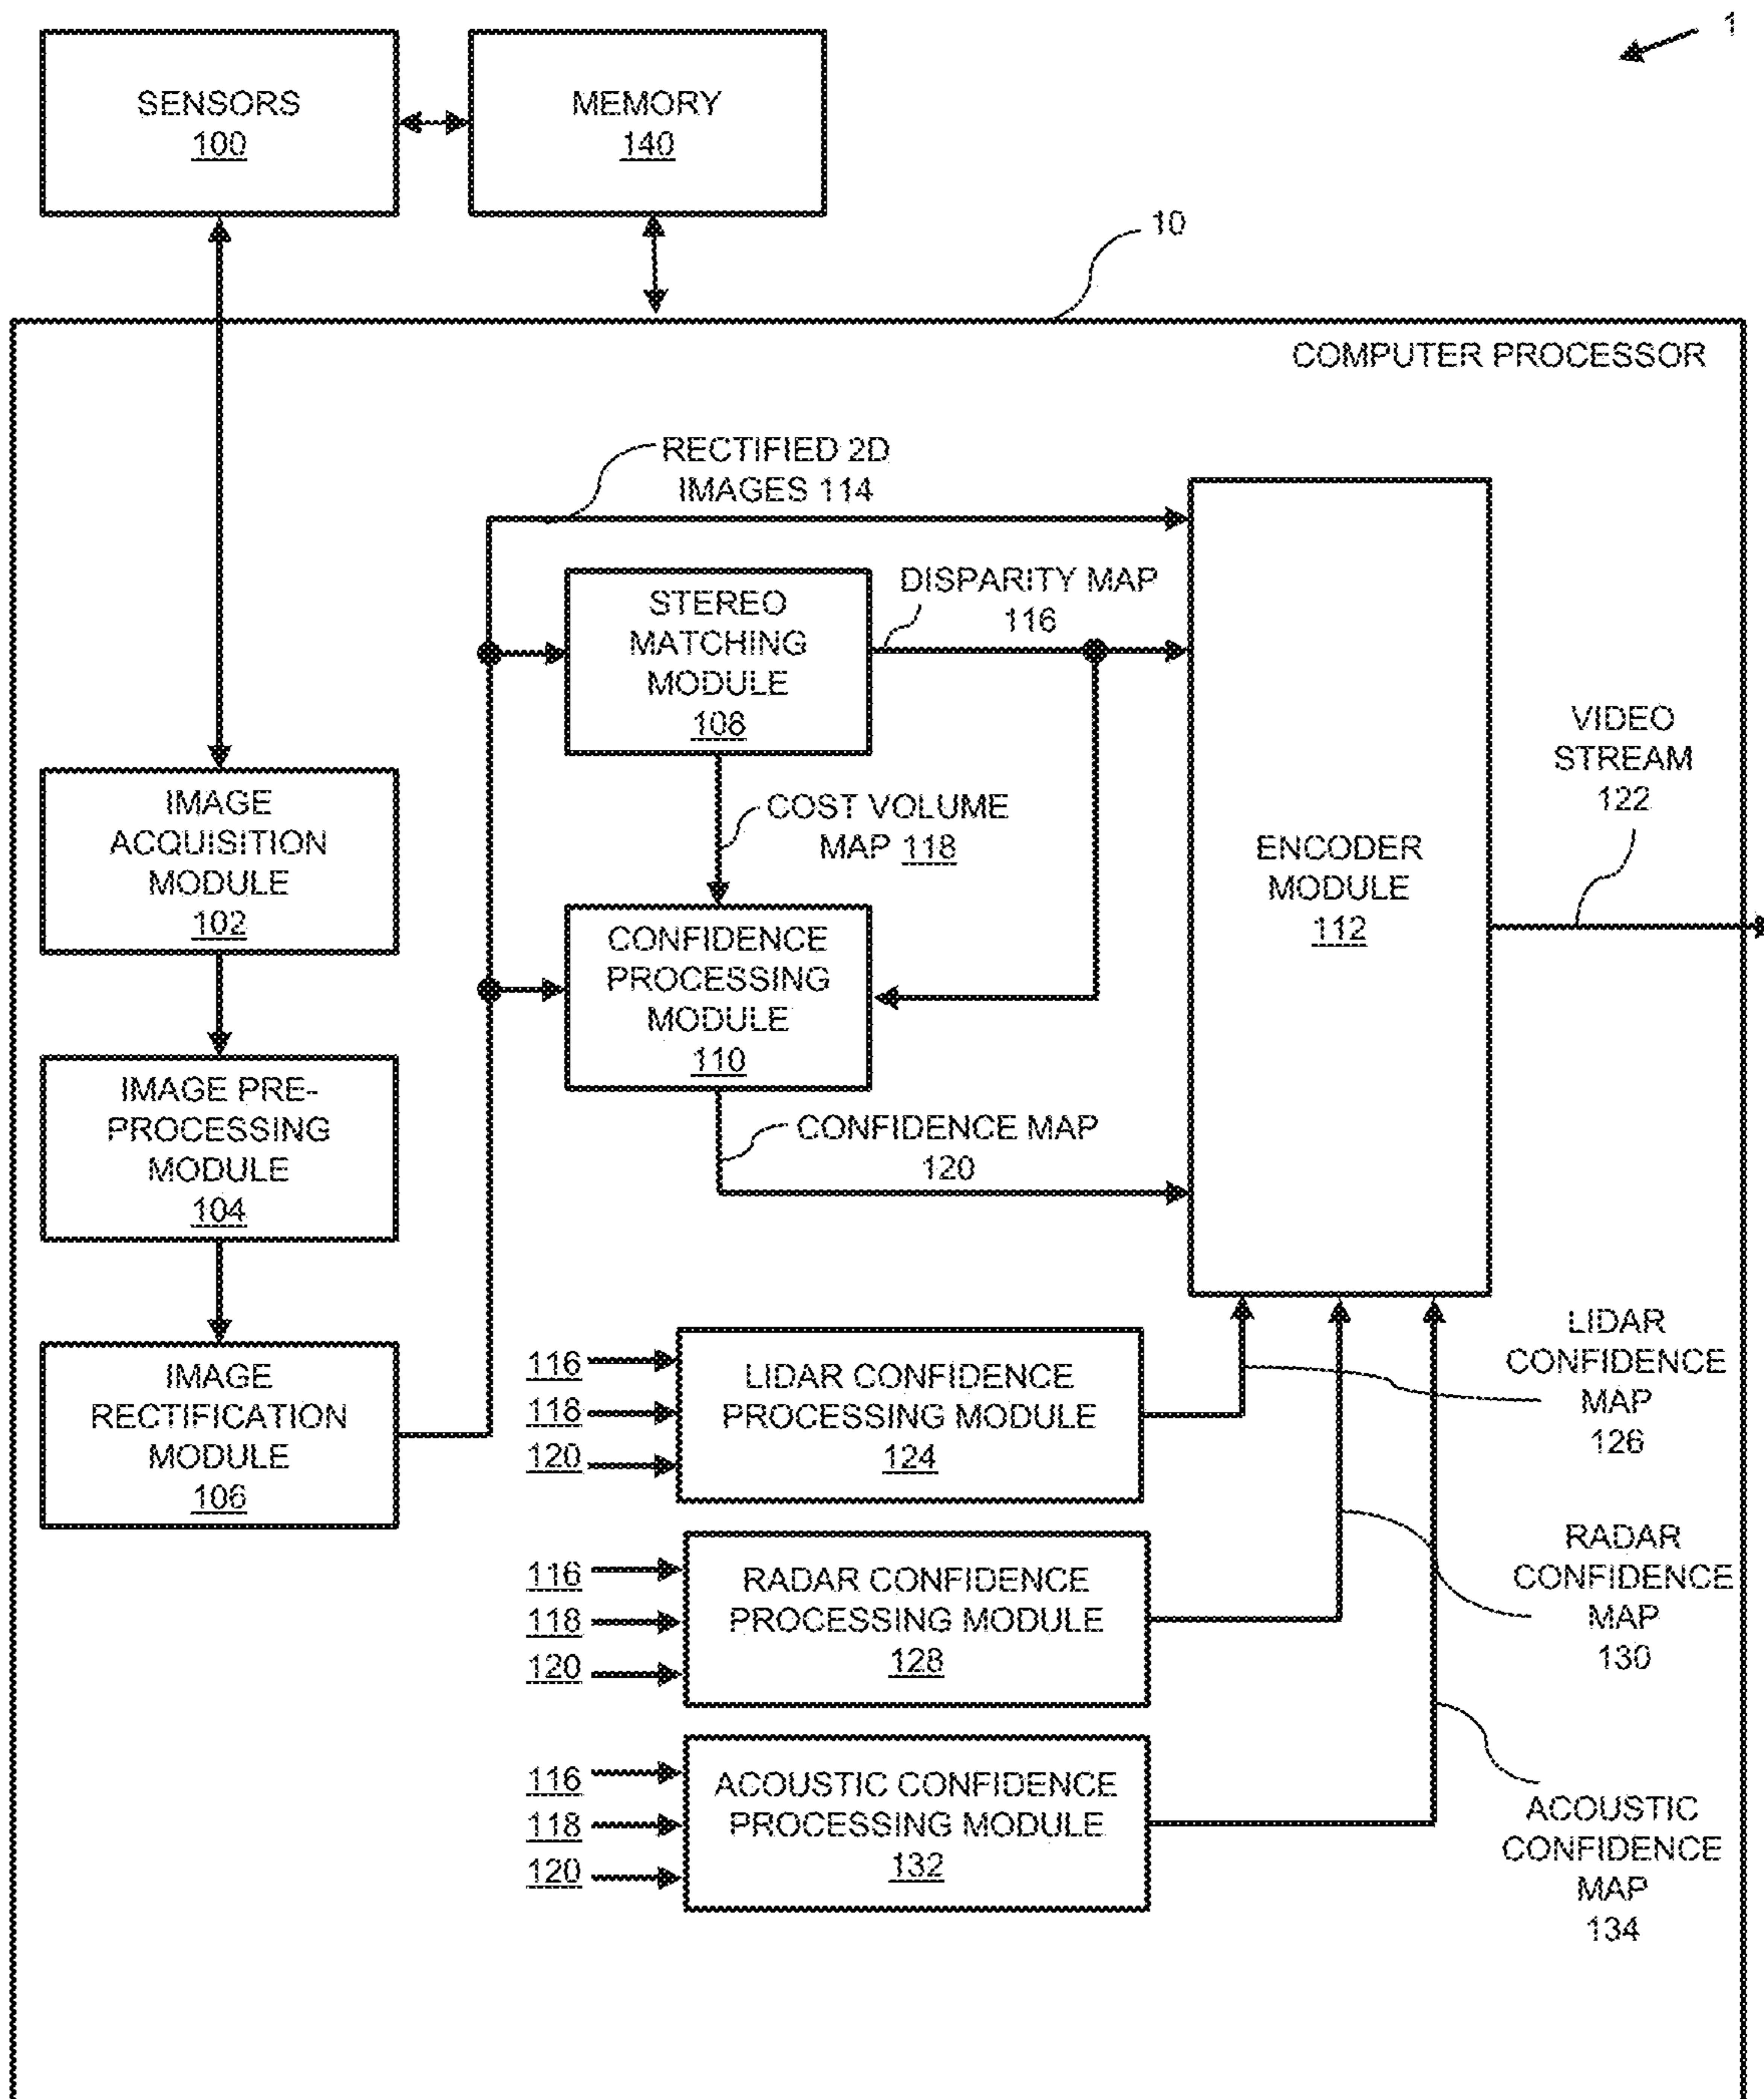 1
SENSORS
100
MEMORY
140
10
COMPUTER PROCESSOR
RECTIFIED 2D
IMAGES 114
STEREO
MATCHING
MODULE
108
DISPARITY MAP
116
COST VOLUME
MAP 118
CONFIDENCE
PROCESSING
MODULE
110
CONFIDENCE MAP
120
ENCODER
MODULE
112
VIDEO
STREAM
122
IMAGE
ACQUISITION
MODULE
102
IMAGE PRE-
PROCESSING
MODULE
104
IMAGE
RECTIFICATION
MODULE
106
116
118
120
LIDAR CONFIDENCE
PROCESSING MODULE
124
LIDAR
CONFIDENCE
MAP
126
116
118
120
RADAR CONFIDENCE
PROCESSING MODULE
128
RADAR
CONFIDENCE
MAP
130
116
118
120
ACOUSTIC CONFIDENCE
PROCESSING MODULE
132
ACOUSTIC
CONFIDENCE
MAP
134